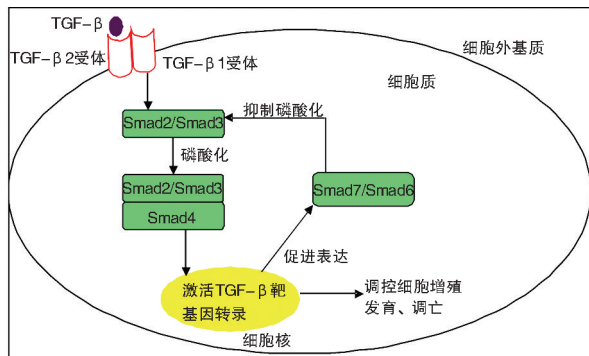 TGF-β
TGF-β2受体
TGF-β1受体
细胞外基质
细胞质
Smad2/Smad3
抑制磷酸化
磷酸化
Smad2/Smad3
Smad4
Smad7/Smad6
促进表达
激活TGF-β靶
基因转录
调控细胞增殖
发育、调亡
细胞核